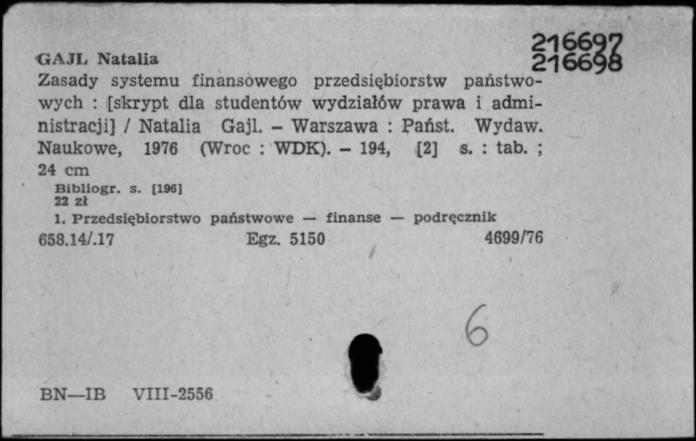 216697
GAJL Natalia
216698
Zasady systemu finansowego przedsiębiorstw państwo-
wych : [skrypt dla studentów wydziałów prawa i admi-
nistracji] / Natalia Gajl. – Warszawa : Państ. Wydaw.
Naukowe, 1976 (Wroc : WDK). – 194, [2] s. : tab. ;
24 cm
Bibliogr. s. [196]
22 zł
1. Przedsiębiorstwo państwowe — finanse — podręcznik
658.14/.17 Egz. 5150 4699/76
6
BN—IB VIII-2556